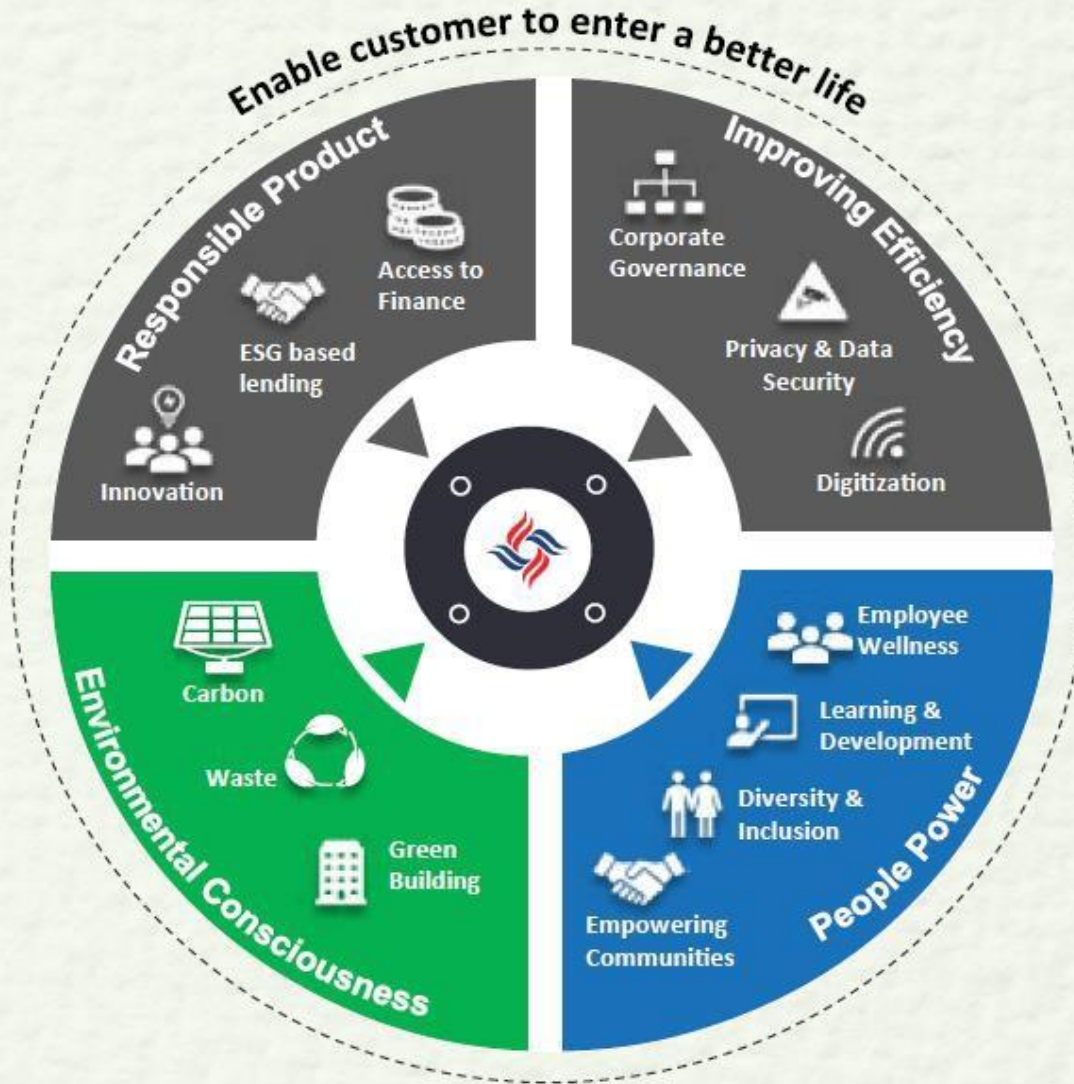 Enable customer to enter a better life
Responsible Product
Access to
Finance
ESG based
lending
Innovation
Improving Efficiency
Corporate
Governance
Privacy & Data
Security
Digitization
Environmental Consciousness
Carbon
Waste
Green
Building
People Power
Employee
Wellness
Learning &
Development
Diversity &
Inclusion
Empowering
Communities